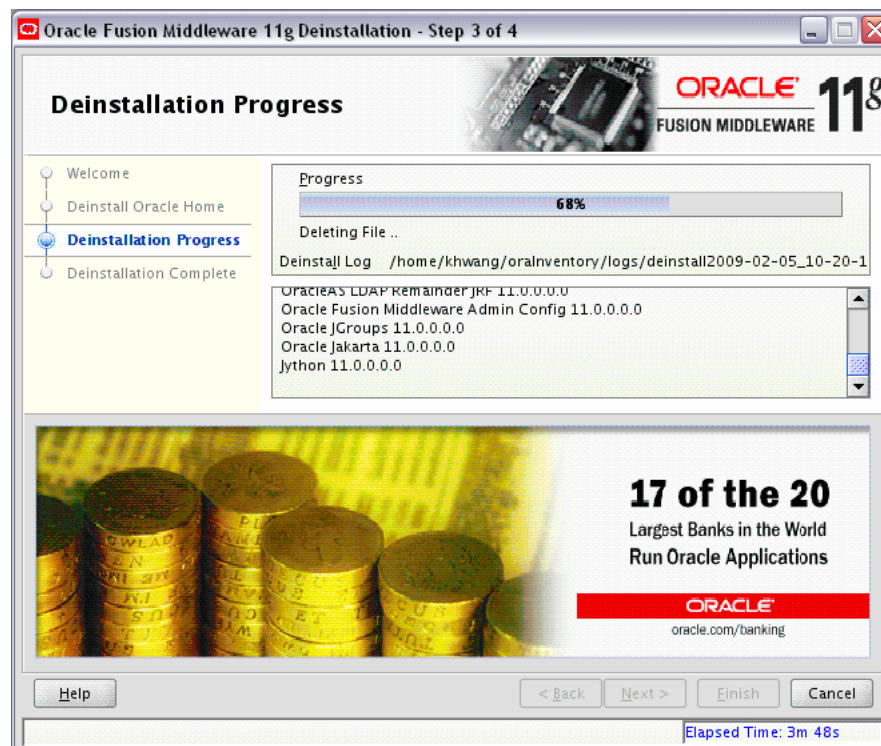 Oracle Fusion Middleware 11g Deinstallation - Step 3 of 4
Deinstallation Progress
ORACLE
FUSION MIDDLEWARE
11g
Welcome
Deinstall Oracle Home
Deinstallation Progress
Deinstallation Complete
Progress
68%
Deleting File ..
Deinstall Log /home/khwang/oraInventory/logs/deinstall2009-02-05_10-20-1
OracleAS LDAP Remainder JRF 11.0.0.0.0
Oracle Fusion Middleware Admin Config 11.0.0.0.0
Oracle JGroups 11.0.0.0.0
Oracle Jakarta 11.0.0.0.0
Jython 11.0.0.0.0
17 of the 20
Largest Banks in the World
Run Oracle Applications
ORACLE
oracle.com/banking
Help
< Back
Next >
Finish
Cancel
Elapsed Time: 3m 48s